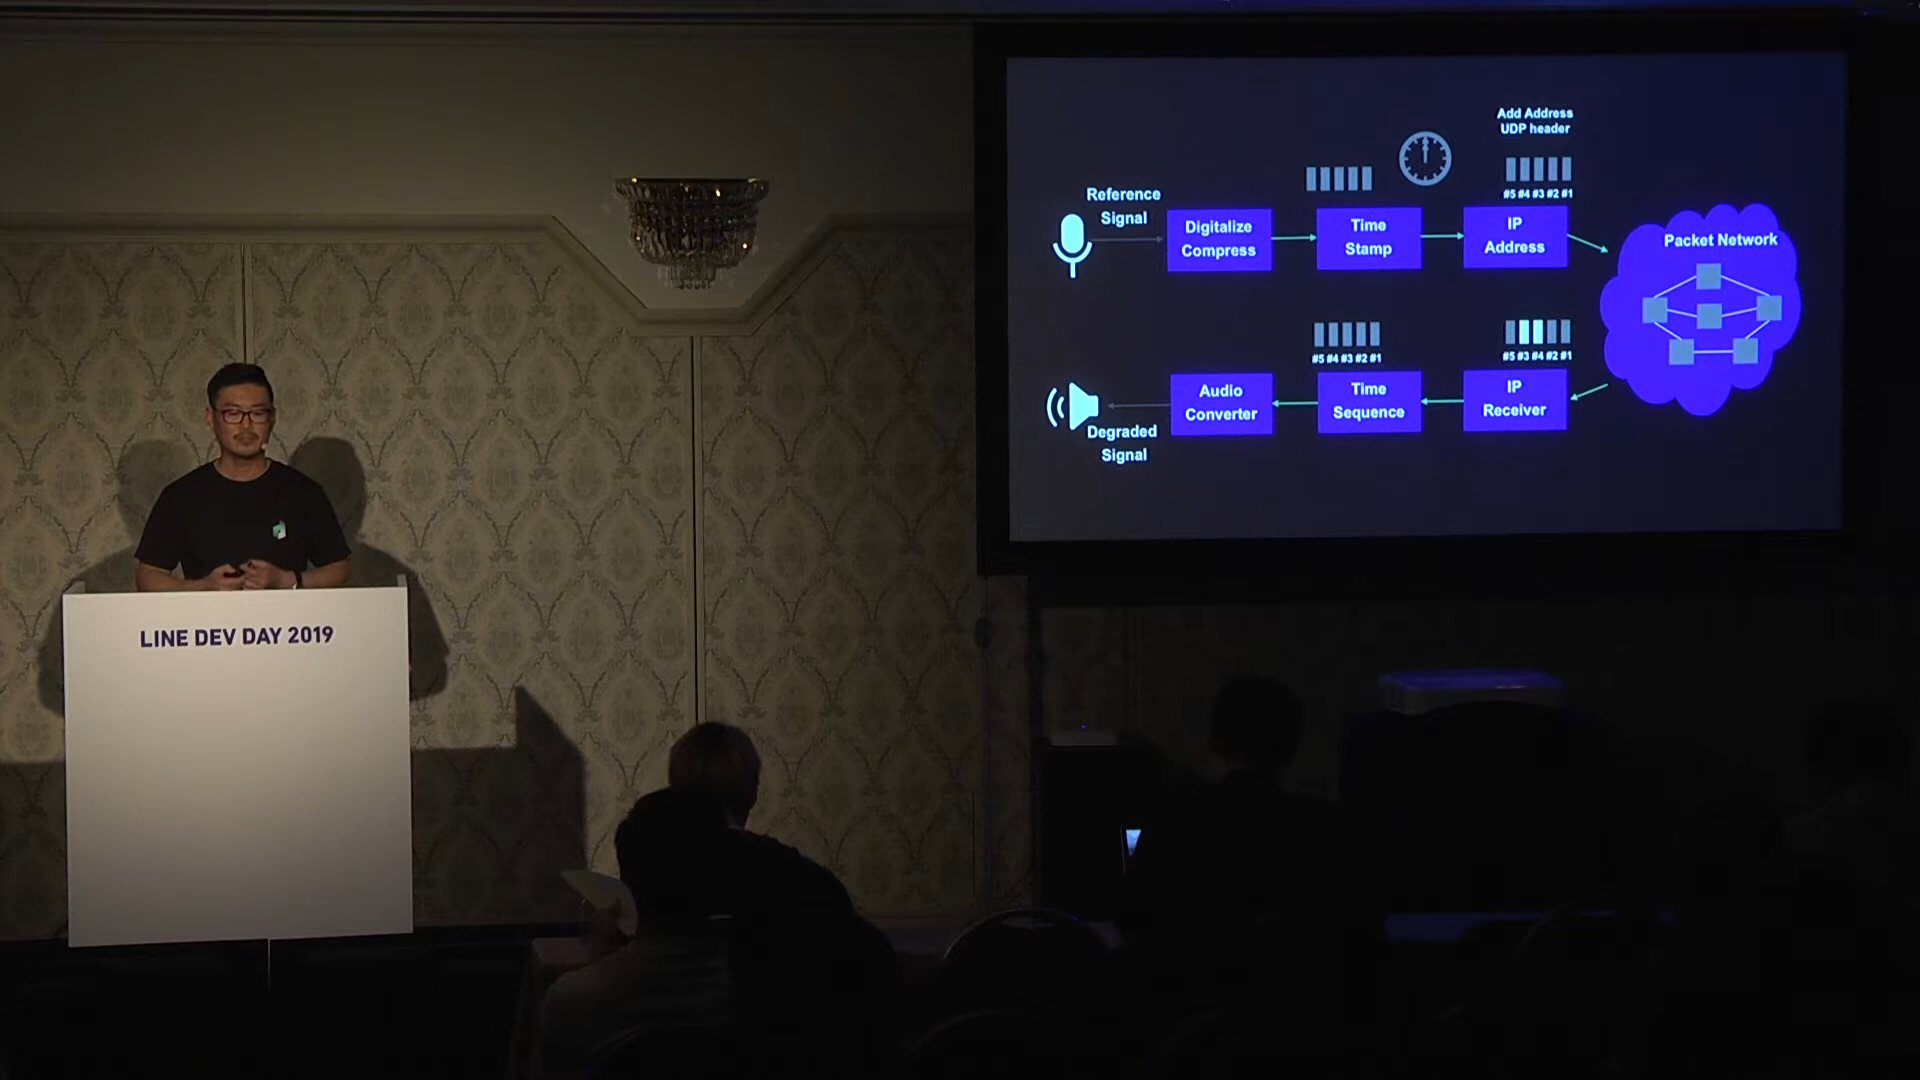 LINE DEV DAY 2019
Add Address
UDP header
#5 #4 #3 #2 #1
Reference
Signal
Digitalize
Compress
Time
Stamp
IP
Address
Packet Network
#5 #4 #3 #2 #1
#5 #3 #4 #2 #1
Audio
Converter
Time
Sequence
IP
Receiver
Degraded
Signal